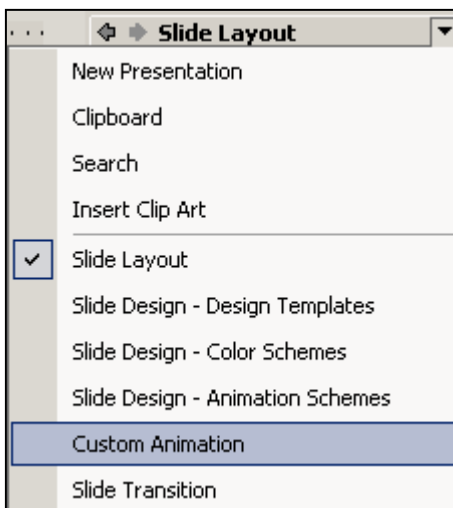 Slide Layout
New Presentation
Clipboard
Search
Insert Clip Art
Slide Layout
Slide Design - Design Templates
Slide Design - Color Schemes
Slide Design - Animation Schemes
Custom Animation
Slide Transition